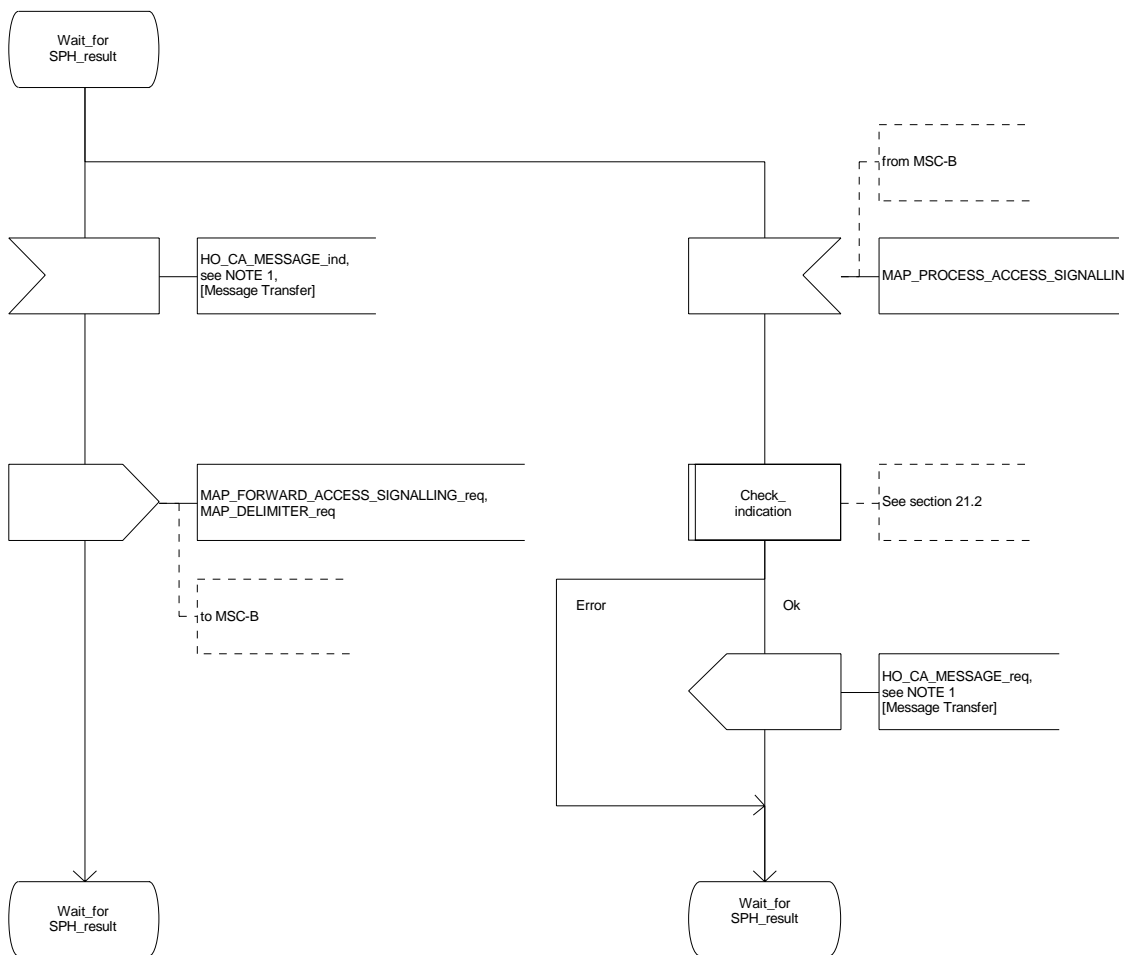 Wait_for
SPH_result
from MSC-B
HO_CA_MESSAGE_ind,
see NOTE 1,
[Message Transfer]
MAP_PROCESS_ACCESS_SIGNALLIN
MAP_FORWARD_ACCESS_SIGNALLING_req,
MAP_DELIMITER_req
Check_
indication
See section 21.2
to MSC-B
Error
Ok
HO_CA_MESSAGE_req,
see NOTE 1
[Message Transfer]
Wait_for
SPH_result
Wait_for
SPH_result